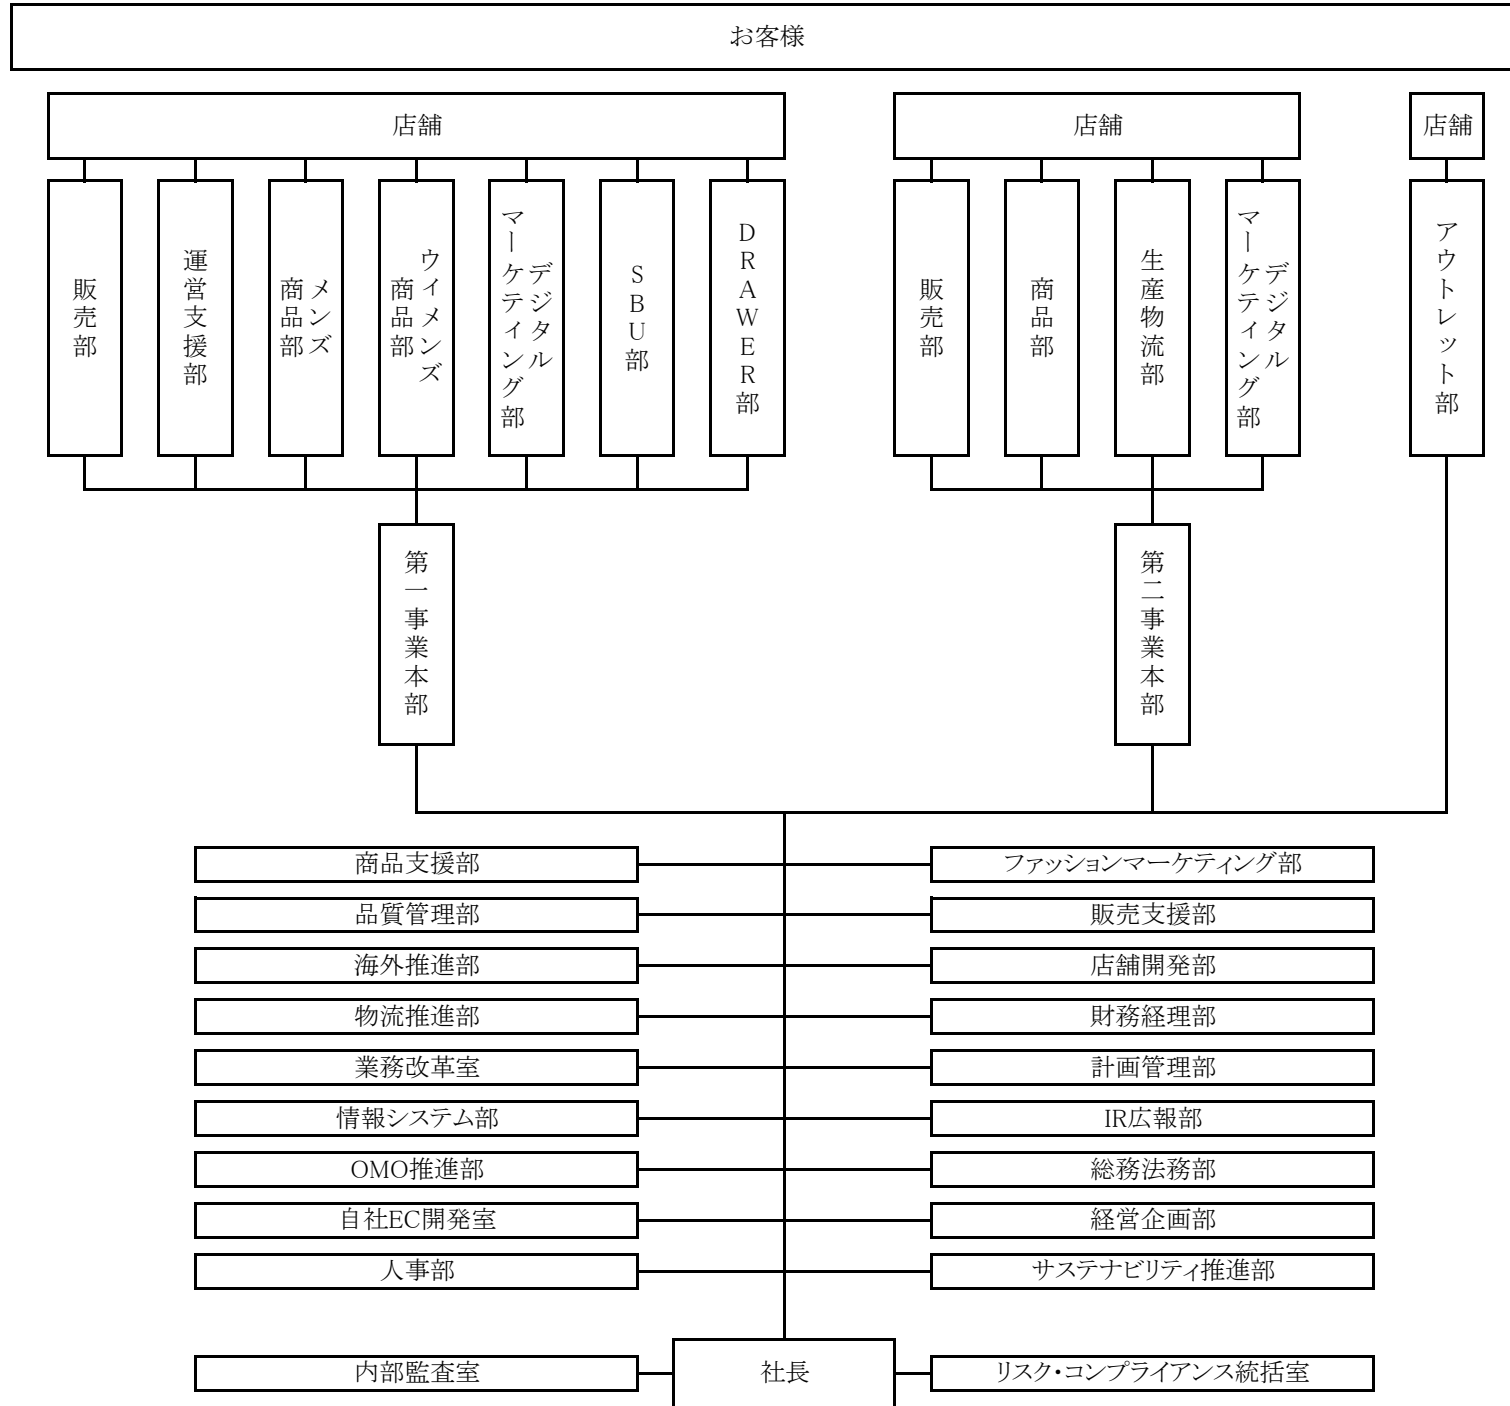 お客様
店舗
店舗
店舗
販売部
運営支援部
メンズ
商品部
ウイメンズ
商品部
デジタル
マーケティング部
SBU部
DRAWER部
販売部
商品部
生産物流部
デジタル
マーケティング部
アウトレット部
第一事業本部
第二事業本部
商品支援部
ファッションマーケティング部
品質管理部
販売支援部
海外推進部
店舗開発部
物流推進部
財務経理部
業務改革室
計画管理部
情報システム部
IR広報部
OMO推進部
総務法務部
自社EC開発室
経営企画部
人事部
サステナビリティ推進部
内部監査室
社長
リスク・コンプライアンス統括室